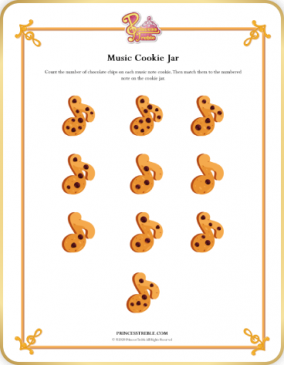 Music Cookie Jar
Count the number of chocolate chips on each music note cookie. Then match them to the numbered
note on the cookie jar.
PRINCESSTREBLE.COM